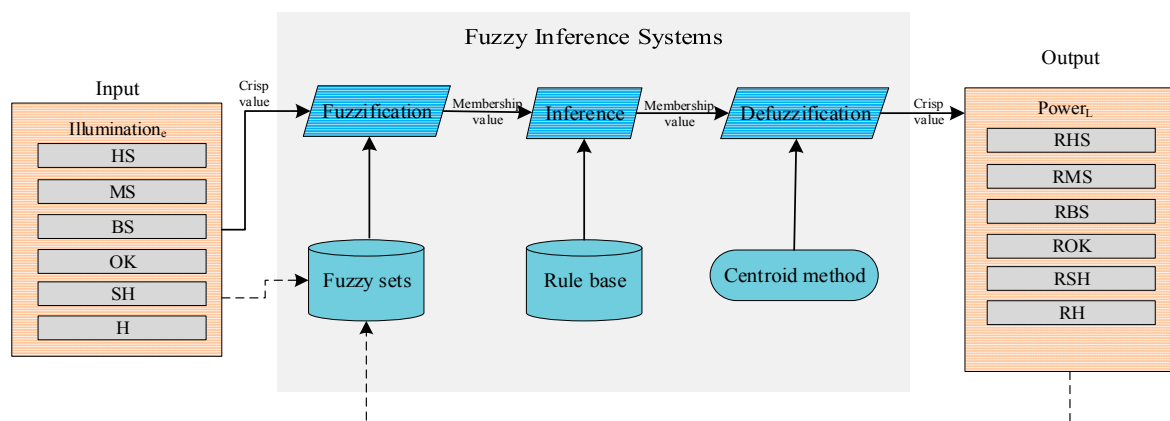 Fuzzy Inference Systems
Input
Illuminationₑ
HS
MS
BS
OK
SH
H
Crisp
value
Fuzzification
Membership
value
Inference
Membership
value
Defuzzification
Crisp
value
Fuzzy sets
Rule base
Centroid method
Output
Power_L
RHS
RMS
RBS
ROK
RSH
RH